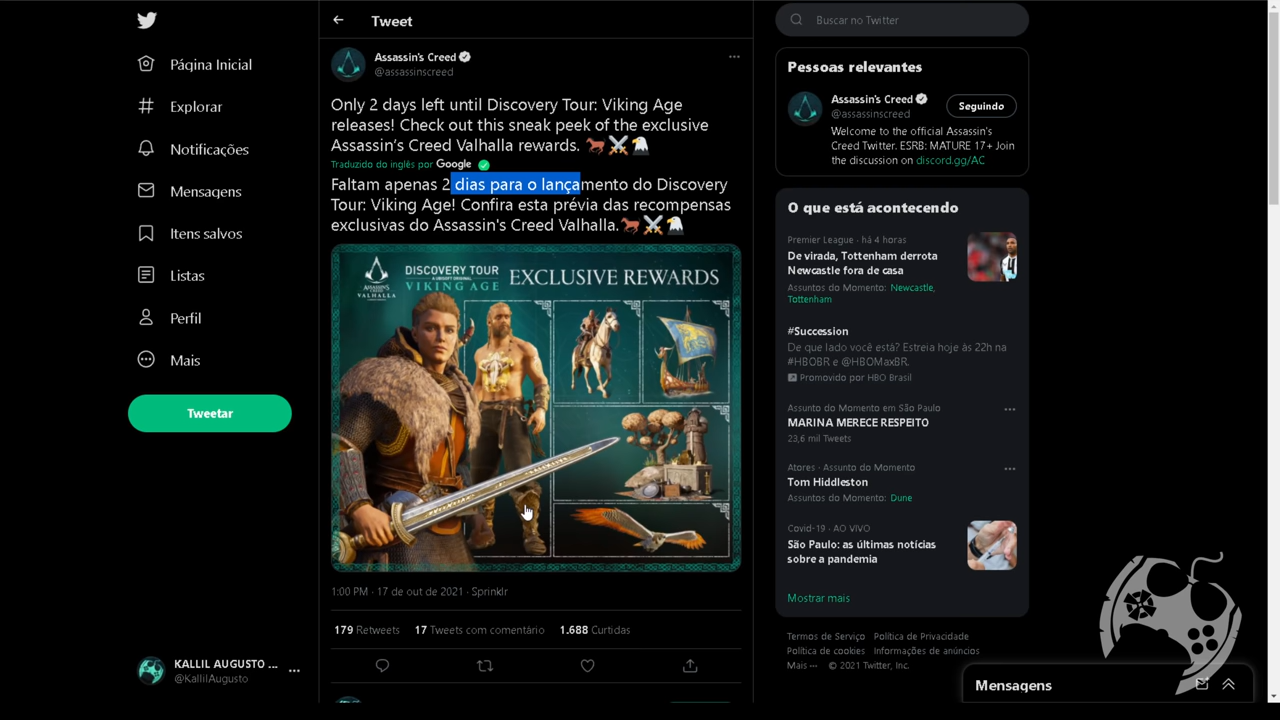 Tweet
Assassin's Creed
@assassinscreed
Only 2 days left until Discovery Tour: Viking Age
releases! Check out this sneak peek of the exclusive
Assassin’s Creed Valhalla rewards. 🐎⚔️🦅
Traduzido do inglês por Google
Faltam apenas 2 dias para o lançamento do Discovery
Tour: Viking Age! Confira esta prévia das recompensas
exclusivas do Assassin's Creed Valhalla.🐎⚔️🦅
ASSASSIN'S
CREED
VALHALLA
DISCOVERY TOUR
A UBISOFT ORIGINAL
VIKING AGE
EXCLUSIVE REWARDS
1:00 PM · 17 de out de 2021 · Sprinklr
179 Retweets 17 Tweets com comentário 1.688 Curtidas
Página Inicial
Explorar
Notificações
Mensagens
Itens salvos
Listas
Perfil
Mais
Tweetar
KALLIL AUGUSTO ...
@KallilAugusto
Buscar no Twitter
Pessoas relevantes
Assassin's Creed
@assassinscreed
Seguindo
Welcome to the official Assassin's
Creed Twitter. ESRB: MATURE 17+ Join
the discussion on discord.gg/AC
O que está acontecendo
Premier League · há 4 horas
De virada, Tottenham derrota
Newcastle fora de casa
Assuntos do Momento: Newcastle,
Tottenham
#Succession
De que lado você está? Estreia hoje às 22h na
#HBOBR e @HBOMaxBR.
Promovido por HBO Brasil
Assunto do Momento em São Paulo
MARINA MERECE RESPEITO
23,6 mil Tweets
Atores · Assunto do Momento
Tom Hiddleston
Assuntos do Momento: Dune
Covid-19 · AO VIVO
São Paulo: as últimas notícias
sobre a pandemia
Mostrar mais
Termos de Serviço Política de Privacidade
Política de cookies Informações de anúncios
Mais ··· © 2021 Twitter, Inc.
Mensagens